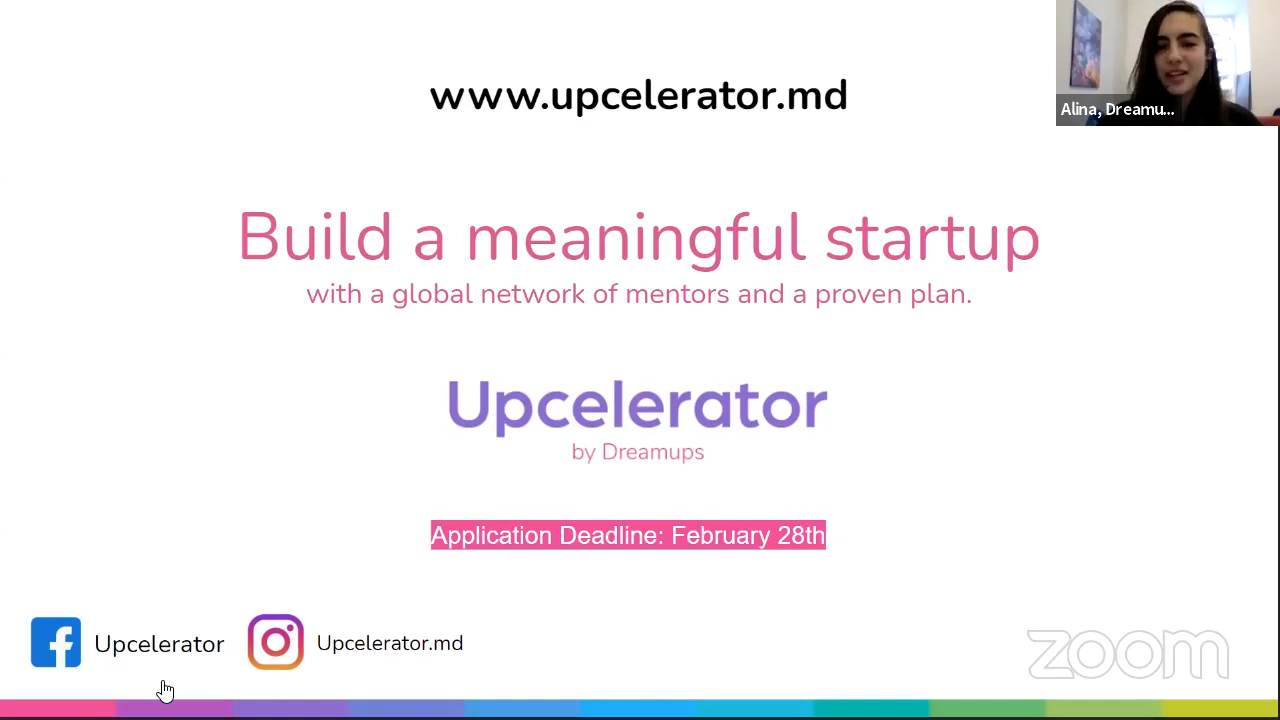 www.upcelerator.md
Alina, Dreamu...
Build a meaningful startup
with a global network of mentors and a proven plan.
Upcelerator
by Dreamups
Application Deadline: February 28th
Upcelerator
Upcelerator.md
zoom